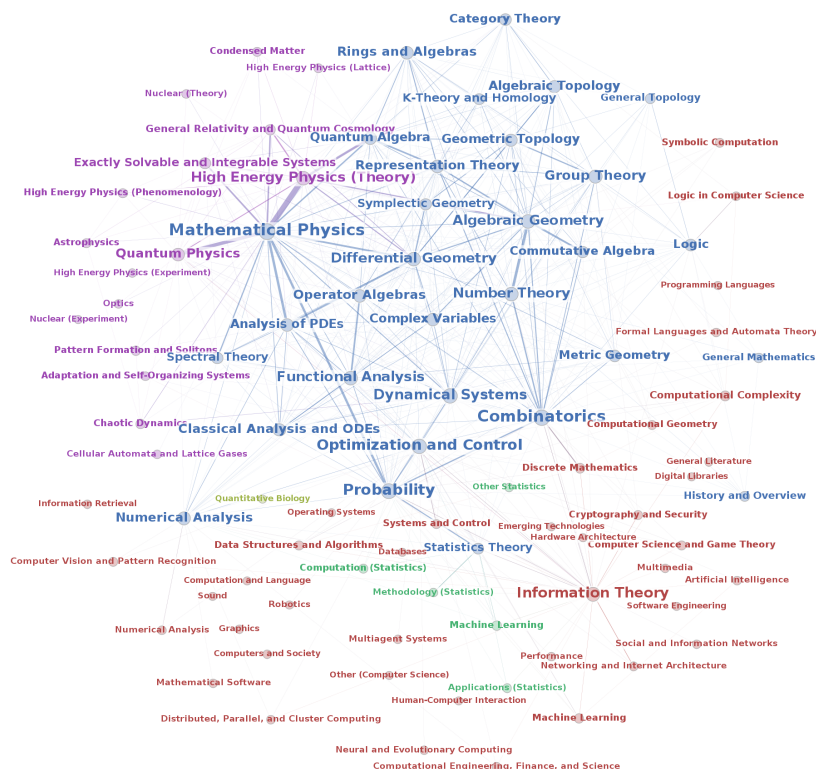 Category Theory
Condensed Matter
Rings and Algebras
High Energy Physics (Lattice)
Algebraic Topology
Nuclear (Theory)
K-Theory and Homology
General Topology
General Relativity and Quantum Cosmology
Quantum Algebra
Geometric Topology
Symbolic Computation
Exactly Solvable and Integrable Systems
Representation Theory
High Energy Physics (Theory)
Group Theory
High Energy Physics (Phenomenology)
Logic in Computer Science
Symplectic Geometry
Algebraic Geometry
Mathematical Physics
Astrophysics
Logic
Quantum Physics
Commutative Algebra
Differential Geometry
High Energy Physics (Experiment)
Programming Languages
Operator Algebras
Number Theory
Optics
Nuclear (Experiment)
Analysis of PDEs
Complex Variables
Formal Languages and Automata Theory
Pattern Formation and Solitons
Spectral Theory
Metric Geometry
General Mathematics
Adaptation and Self-Organizing Systems
Functional Analysis
Dynamical Systems
Computational Complexity
Combinatorics
Chaotic Dynamics
Computational Geometry
Classical Analysis and ODEs
Optimization and Control
Cellular Automata and Lattice Gases
General Literature
Discrete Mathematics
Digital Libraries
Other Statistics
Probability
History and Overview
Quantitative Biology
Information Retrieval
Operating Systems
Cryptography and Security
Numerical Analysis
Systems and Control
Emerging Technologies
Hardware Architecture
Data Structures and Algorithms
Computer Science and Game Theory
Statistics Theory
Databases
Computer Vision and Pattern Recognition
Computation (Statistics)
Multimedia
Computation and Language
Artificial Intelligence
Methodology (Statistics)
Information Theory
Sound
Robotics
Software Engineering
Machine Learning
Numerical Analysis
Graphics
Multiagent Systems
Social and Information Networks
Computers and Society
Performance
Networking and Internet Architecture
Other (Computer Science)
Mathematical Software
Applications (Statistics)
Human-Computer Interaction
Distributed, Parallel, and Cluster Computing
Machine Learning
Neural and Evolutionary Computing
Computational Engineering, Finance, and Science